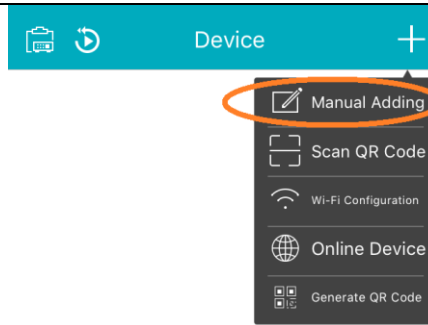 Device
Manual Adding
Scan QR Code
Wi-Fi Configuration
Online Device
Generate QR Code